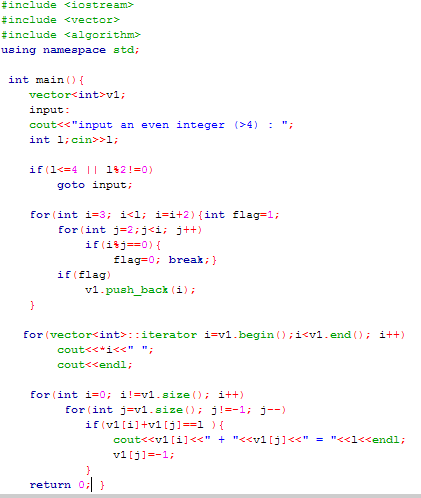 #include <iostream>
#include <vector>
#include <algorithm>
using namespace std;
int main(){
vector<int>v1;
input:
cout<<"input an even integer (>4) : ";
int l;cin>>l;
if(l<=4 || l%2!=0)
goto input;
for(int i=3; i<l; i=i+2){int flag=1;
for(int j=2;j<i; j++)
if(i%j==0){
flag=0; break;}
if(flag)
v1.push_back(i);
}
for(vector<int>::iterator i=v1.begin();i<v1.end(); i++)
cout<<*i<<" ";
cout<<endl;
for(int i=0; i!=v1.size(); i++)
for(int j=v1.size(); j!=-1; j--)
if(v1[i]+v1[j]==l ){
cout<<v1[i]<<" + "<<v1[j]<<" = "<<l<<endl;
v1[j]=-1;
}
return 0; }